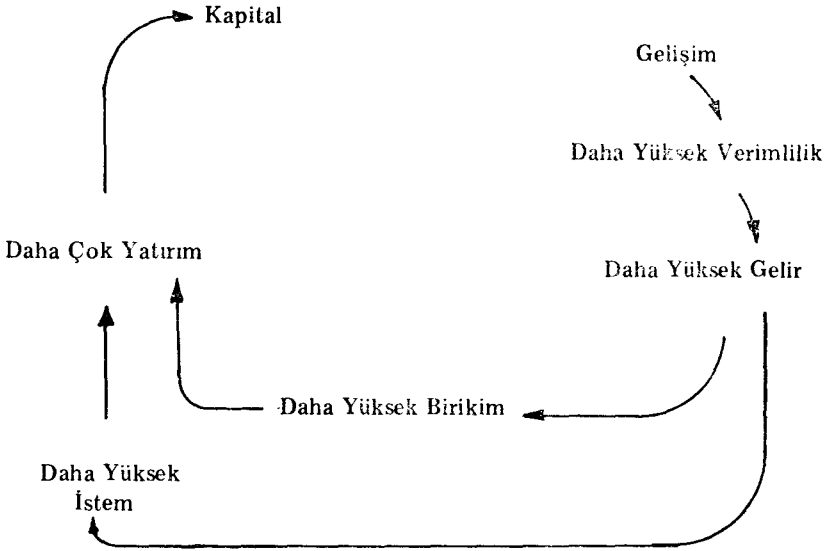 Kapital
Gelişim
Daha Yüksek Verimlilik
Daha Çok Yatırım
Daha Yüksek Gelir
Daha Yüksek Birikim
Daha Yüksek
İstem